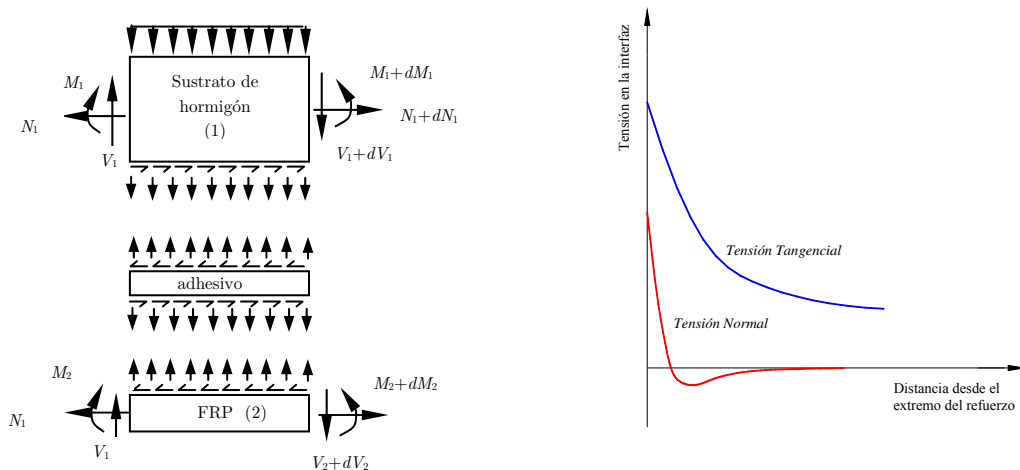 Sustrato de
hormigón
(1)
M1
N1
V1
M1+dM1
N1+dN1
V1+dV1
adhesivo
M2
N1
V1
FRP (2)
M2+dM2
V2+dV2
Tensión en la interfaz
Tensión Tangencial
Tensión Normal
Distancia desde el
extremo del refuerzo